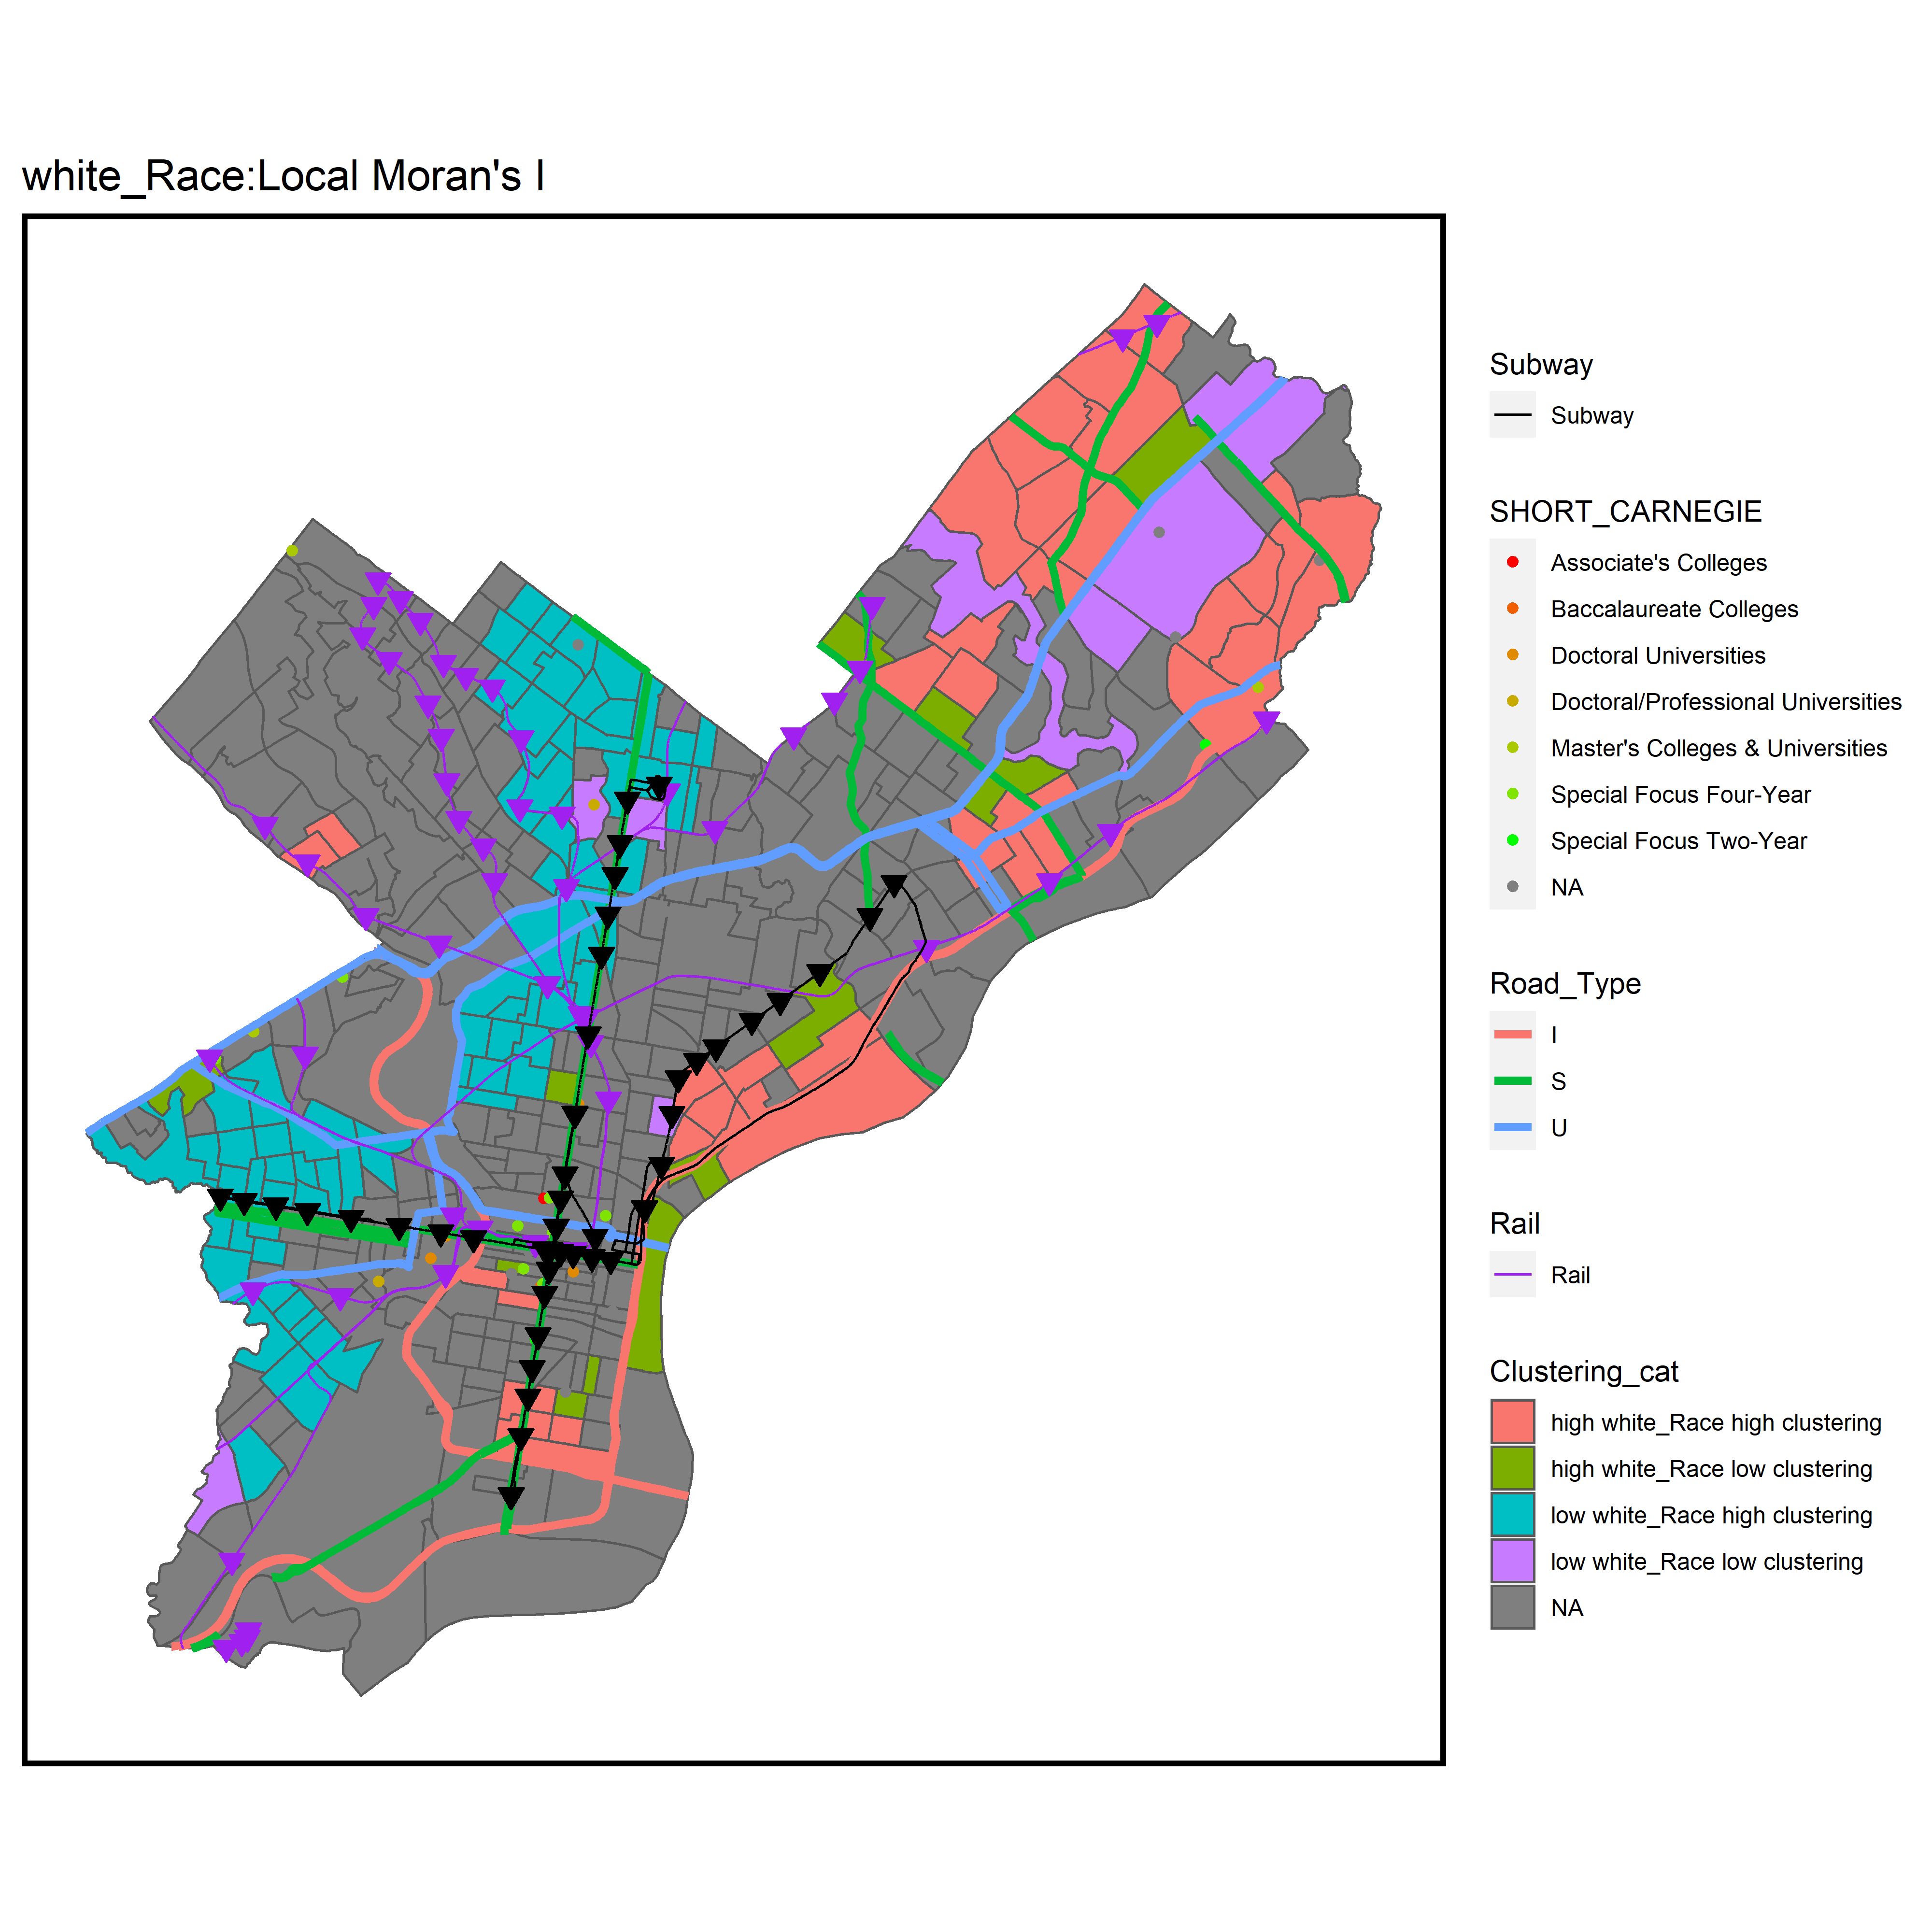 white_Race:Local Moran's I
Subway
Subway
SHORT_CARNEGIE
Associate's Colleges
Baccalaureate Colleges
Doctoral Universities
Doctoral/Professional Universities
Master's Colleges & Universities
Special Focus Four-Year
Special Focus Two-Year
NA
Road_Type
I
S
U
Rail
Rail
Clustering_cat
high white_Race high clustering
high white_Race low clustering
low white_Race high clustering
low white_Race low clustering
NA